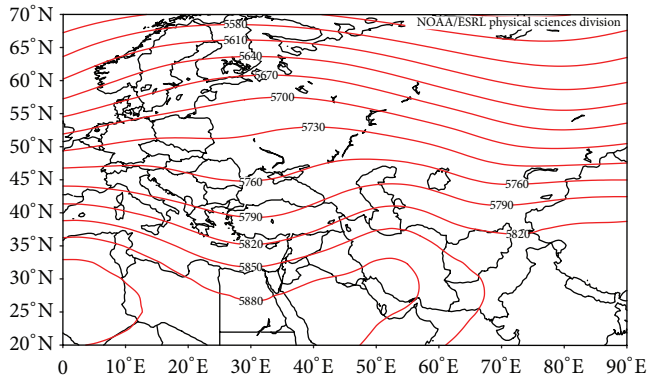 NOAA/ESRL physical sciences division
70°N
65°N
60°N
55°N
50°N
45°N
40°N
35°N
30°N
25°N
20°N
5580
5610
5640
5670
5700
5730
5760
5760
5790
5790
5820
5820
5850
5880
0
10°E
20°E
30°E
40°E
50°E
60°E
70°E
80°E
90°E